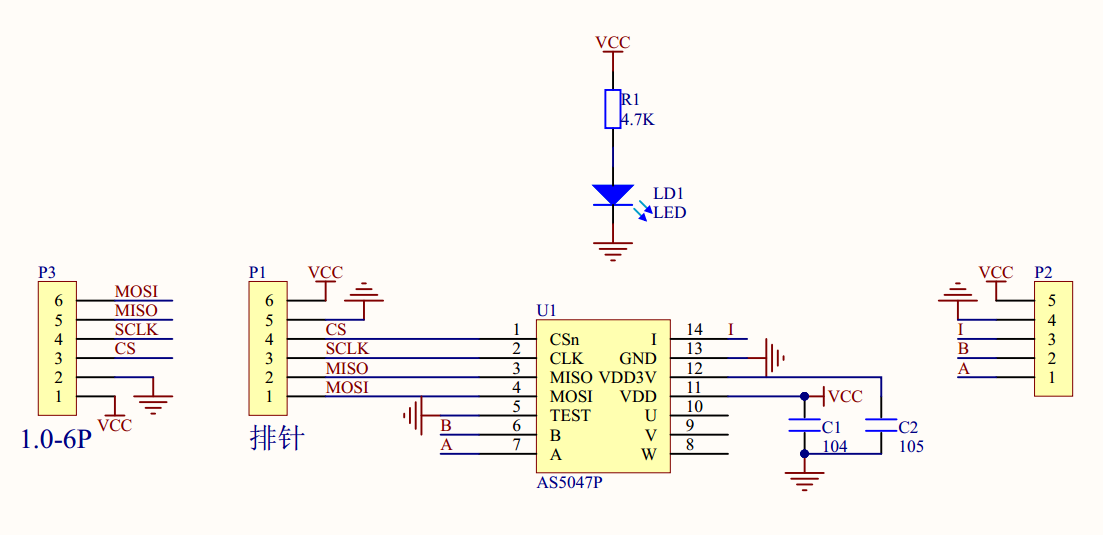 VCC
R1
4.7K
LD1
LED
P3
6 MOSI
5 MISO
4 SCLK
3 CS
2
1
VCC
1.0-6P
P1
VCC
6
5
4 CS
3 SCLK
2 MISO
1 MOSI
排针
U1
1 CSn I 14 I
2 CLK GND 13
3 MISO VDD3V 12
4 MOSI VDD 11 VCC
5 TEST U 10
B 6 B V 9
A 7 A W 8
AS5047P
C1
104
C2
105
P2
VCC
5
4
I 3
B 2
A 1